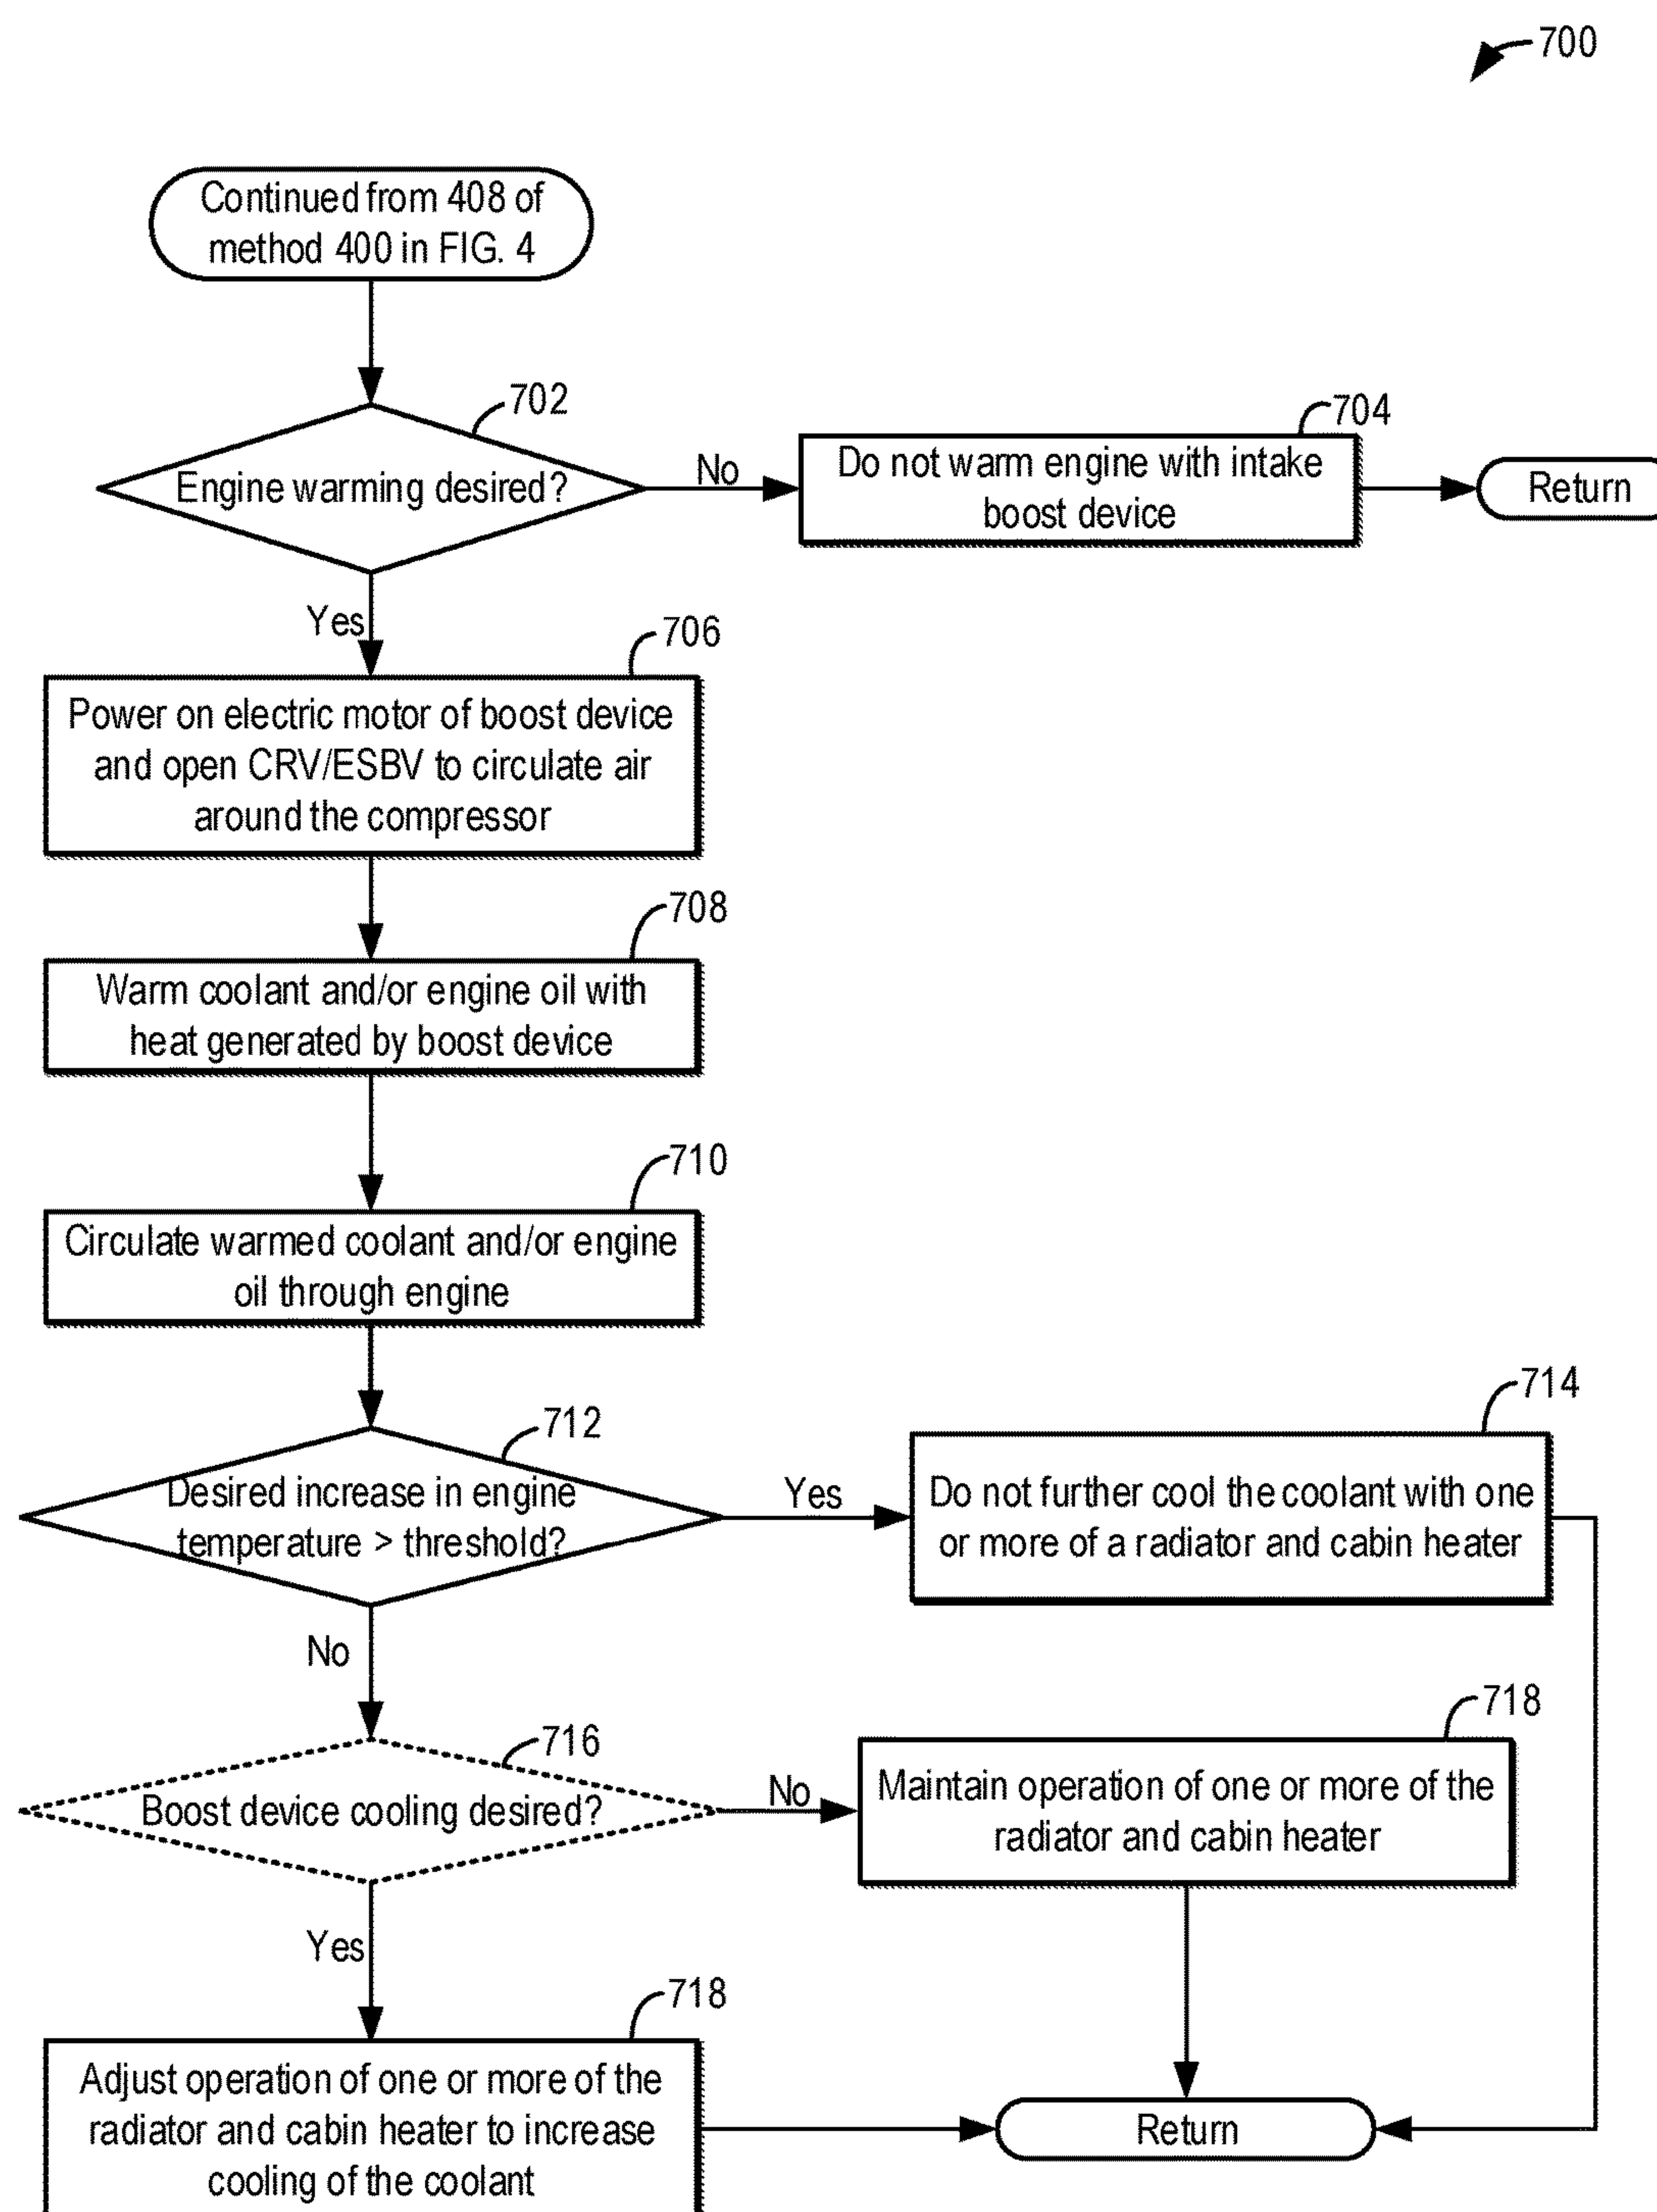 700
Continued from 408 of
method 400 in FIG. 4
702
Engine warming desired?
No
704
Do not warm engine with intake
boost device
Return
Yes
706
Power on electric motor of boost device
and open CRV/ESBV to circulate air
around the compressor
708
Warm coolant and/or engine oil with
heat generated by boost device
710
Circulate warmed coolant and/or engine
oil through engine
712
Desired increase in engine
temperature > threshold?
Yes
714
Do not further cool the coolant with one
or more of a radiator and cabin heater
No
716
Boost device cooling desired?
No
718
Maintain operation of one or more of the
radiator and cabin heater
Yes
718
Adjust operation of one or more of the
radiator and cabin heater to increase
cooling of the coolant
Return